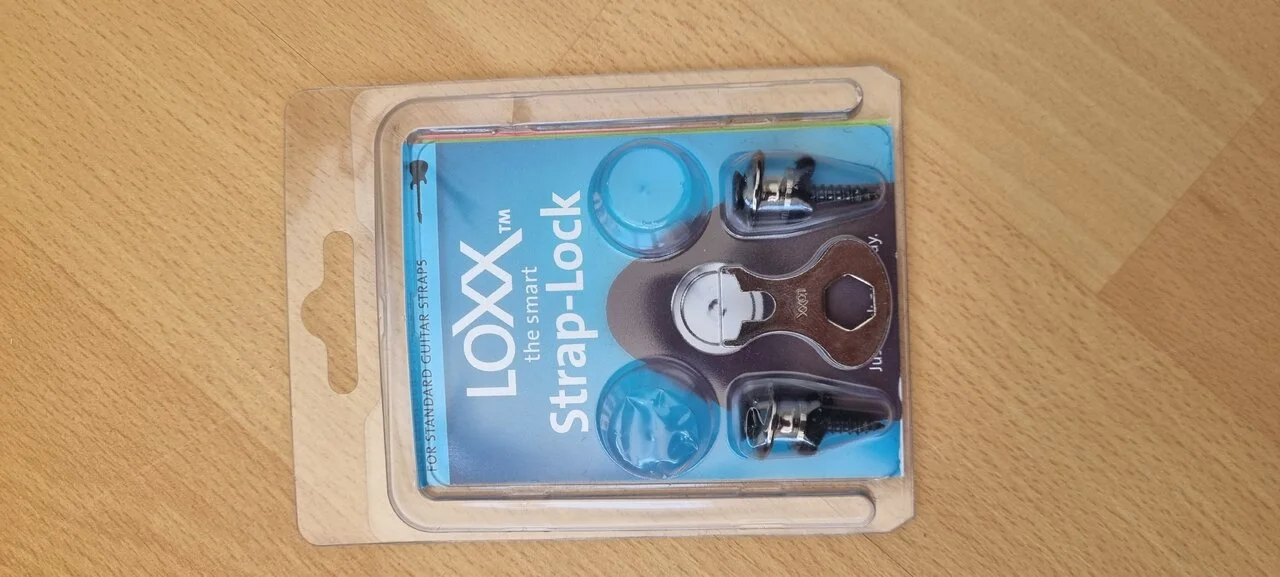 FOR STANDARD GUITAR STRAPS
LOXX™
the smart
Strap-Lock
LOXX